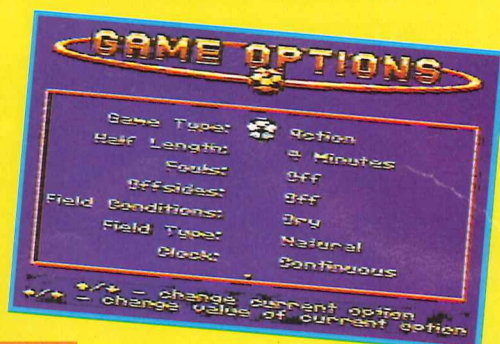 GAME OPTIONS
Game Type: Action
Half Length: 2 Minutes
Fouls: Off
Offsides: Off
Field Conditions: Dry
Field Type: Natural
Clock: Continuous
↑/↓ - change current option
←/→ - change value of current option